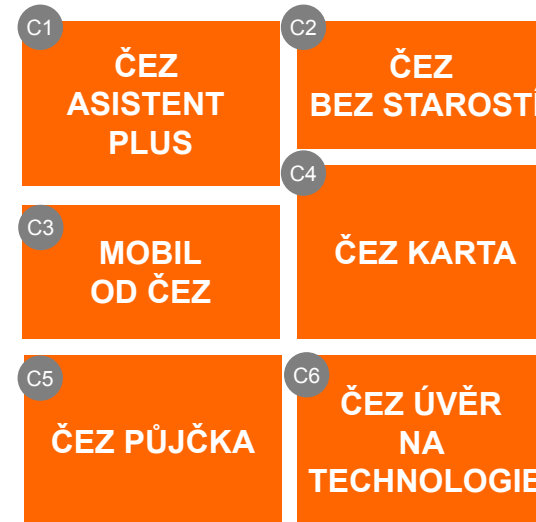 C1
ČEZ
ASISTENT
PLUS
C2
ČEZ
BEZ STAROSTÍ
C3
MOBIL
OD ČEZ
C4
ČEZ KARTA
C5
ČEZ PŮJČKA
C6
ČEZ ÚVĚR
NA
TECHNOLOGIE